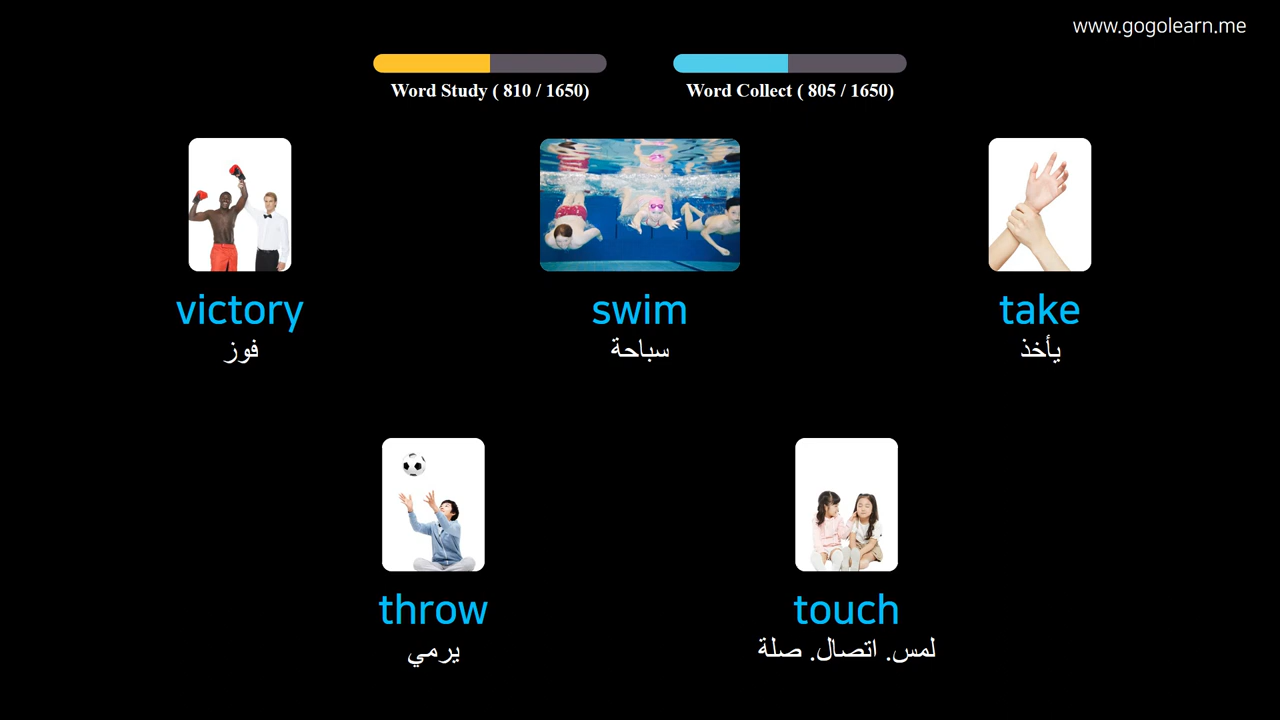 www.gogolearn.me
Word Study ( 810 / 1650)
Word Collect ( 805 / 1650)
victory
فوز
swim
سباحة
take
يأخذ
throw
يرمي
touch
لمس. اتصال. صلة